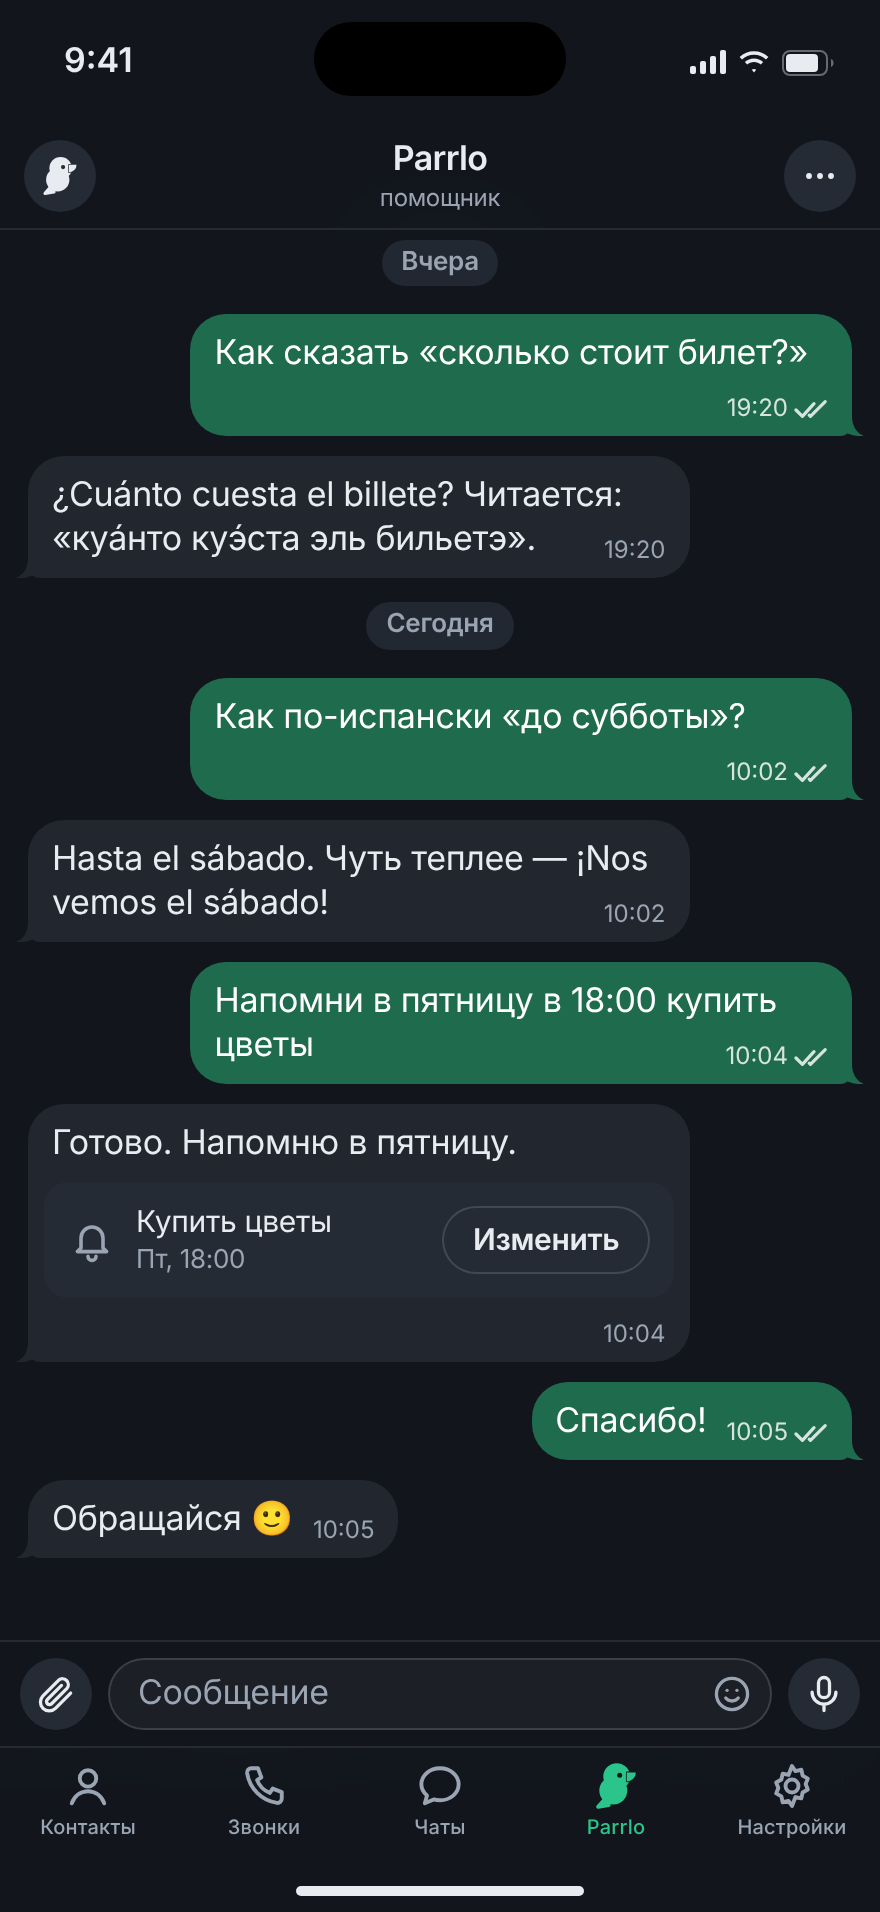 9:41
Parrlo
помощник
Вчера
Как сказать «сколько стоит билет?»
19:20
¿Cuánto cuesta el billete? Читается:
«куа́нто куэ́ста эль бильетэ».
19:20
Сегодня
Как по-испански «до субботы»?
10:02
Hasta el sábado. Чуть теплее — ¡Nos
vemos el sábado!
10:02
Напомни в пятницу в 18:00 купить
цветы
10:04
Готово. Напомню в пятницу.
Купить цветы
Пт, 18:00
Изменить
10:04
Спасибо!
10:05
Обращайся 🙂
10:05
Сообщение
Контакты
Звонки
Чаты
Parrlo
Настройки